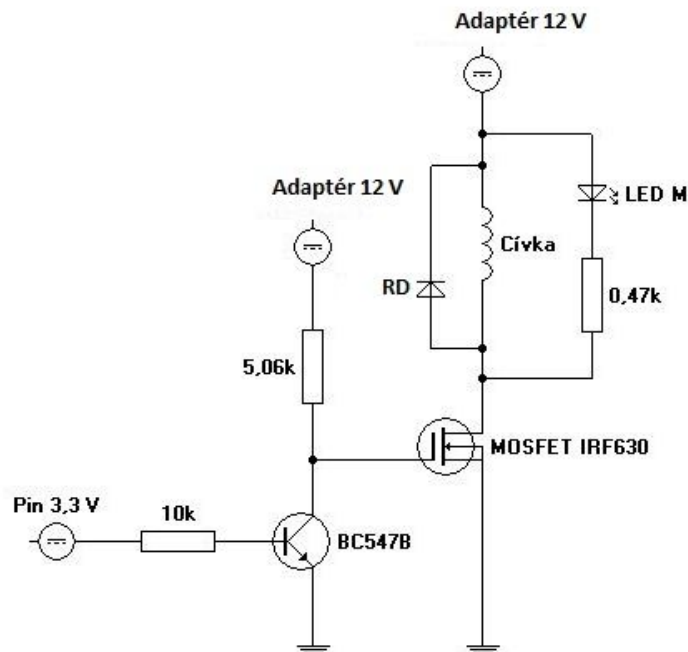 Adaptér 12 V
Adaptér 12 V
LED M
Cívka
RD
0,47k
5,06k
MOSFET IRF630
Pin 3,3 V
10k
BC547B